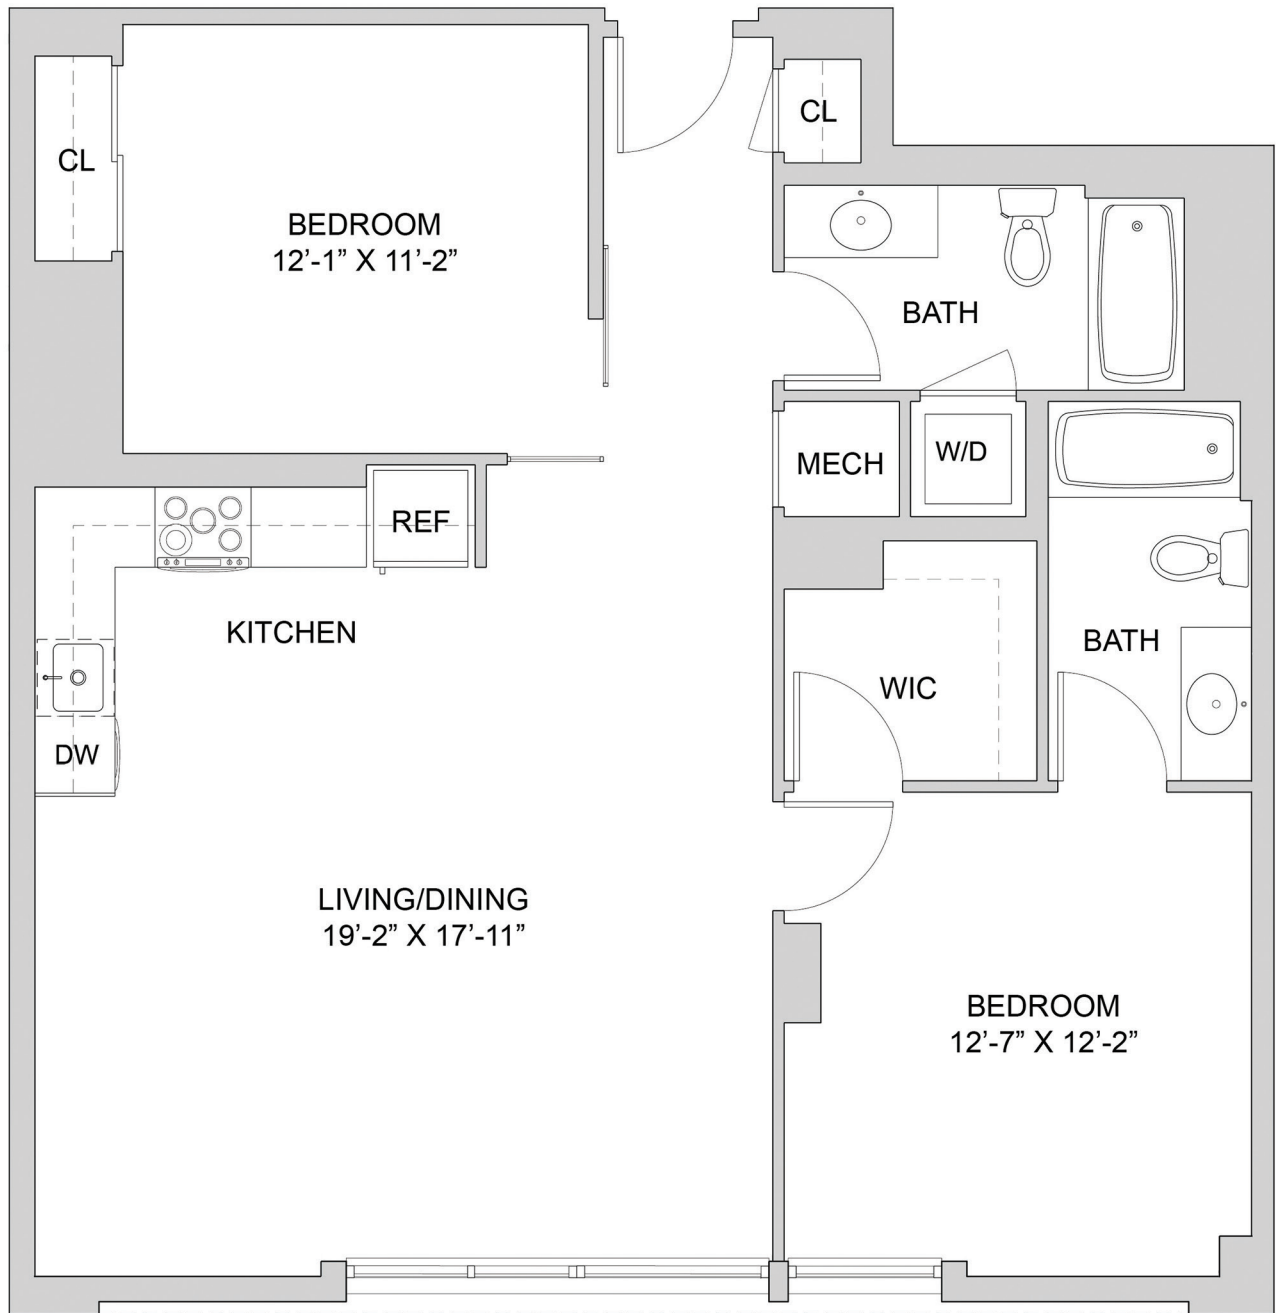 CL
CL
BEDROOM
12’-1” X 11’-2”
BATH
MECH
W/D
REF
KITCHEN
BATH
WIC
DW
LIVING/DINING
19’-2” X 17’-11”
BEDROOM
12’-7” X 12’-2”